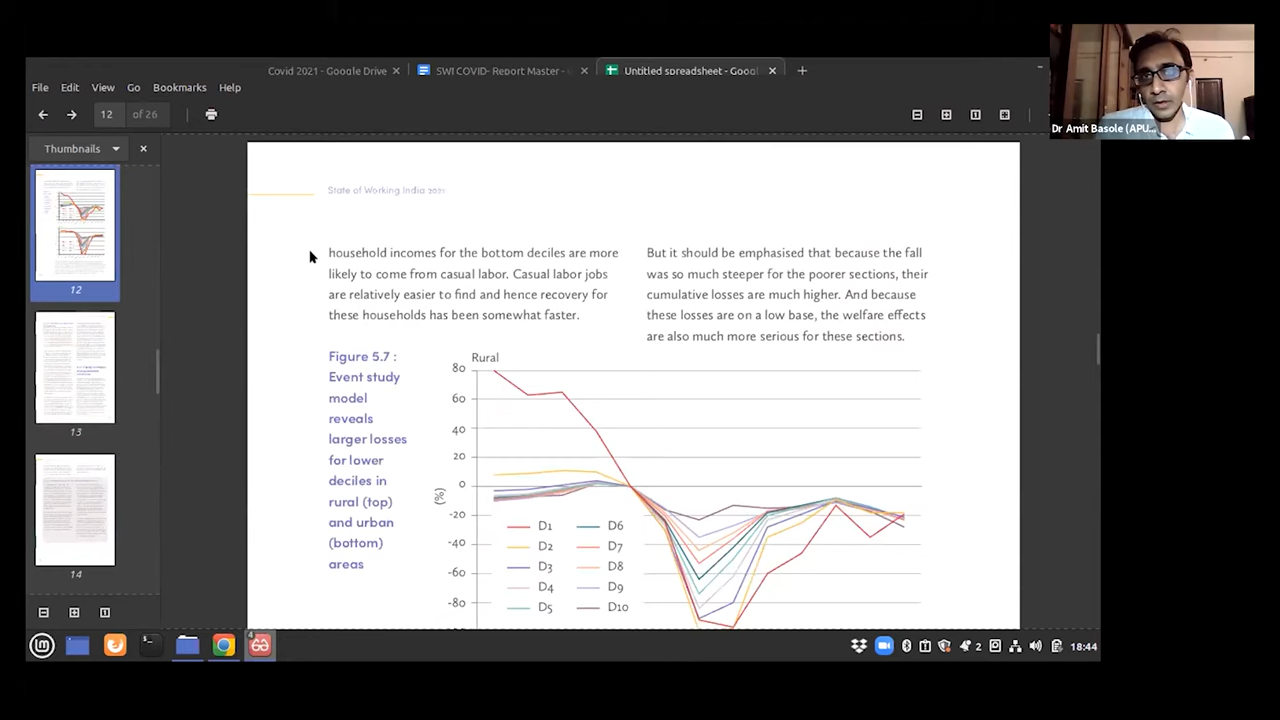 Covid 2021 - Google Drive
SWI COVID- Report Master -
Untitled spreadsheet - Goog
File Edit View Go Bookmarks Help
12 of 26
Dr Amit Basole (APU...
Thumbnails
12
13
14
State of Working India 2021
household incomes for the bottom deciles are more
likely to come from casual labor. Casual labor jobs
are relatively easier to find and hence recovery for
these households has been somewhat faster.
But it should be emphasised that because the fall
was so much steeper for the poorer sections, their
cumulative losses are much higher. And because
these losses are on a low base, the welfare effects
are also much more serious for these sections.
Figure 5.7 :
Event study
model
reveals
larger losses
for lower
deciles in
rural (top)
and urban
(bottom)
areas
Rural
80
60
40
20
0
-20
-40
-60
-80
(%)
D1 D6
D2 D7
D3 D8
D4 D9
D5 D10
4
2
18:44